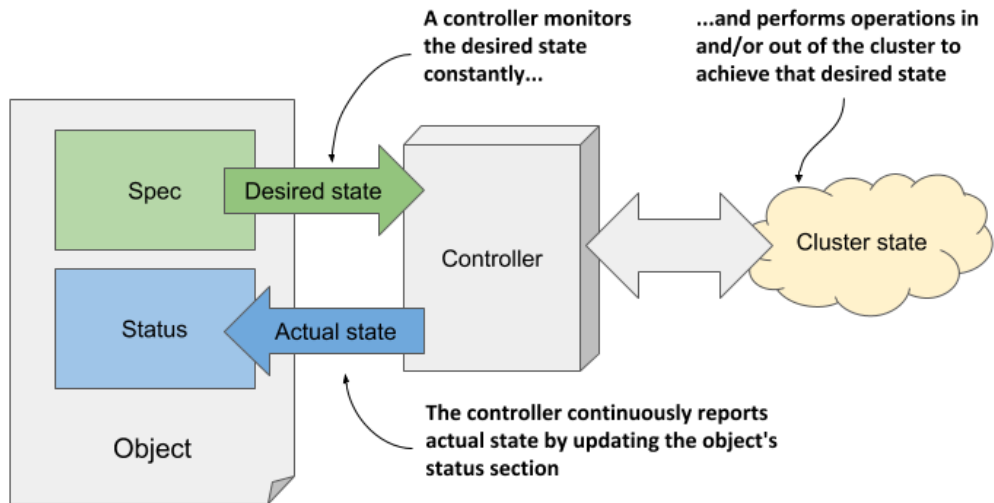 A controller monitors
the desired state
constantly...
...and performs operations in
and/or out of the cluster to
achieve that desired state
Spec
Desired state
Controller
Cluster state
Status
Actual state
The controller continuously reports
actual state by updating the object's
status section
Object